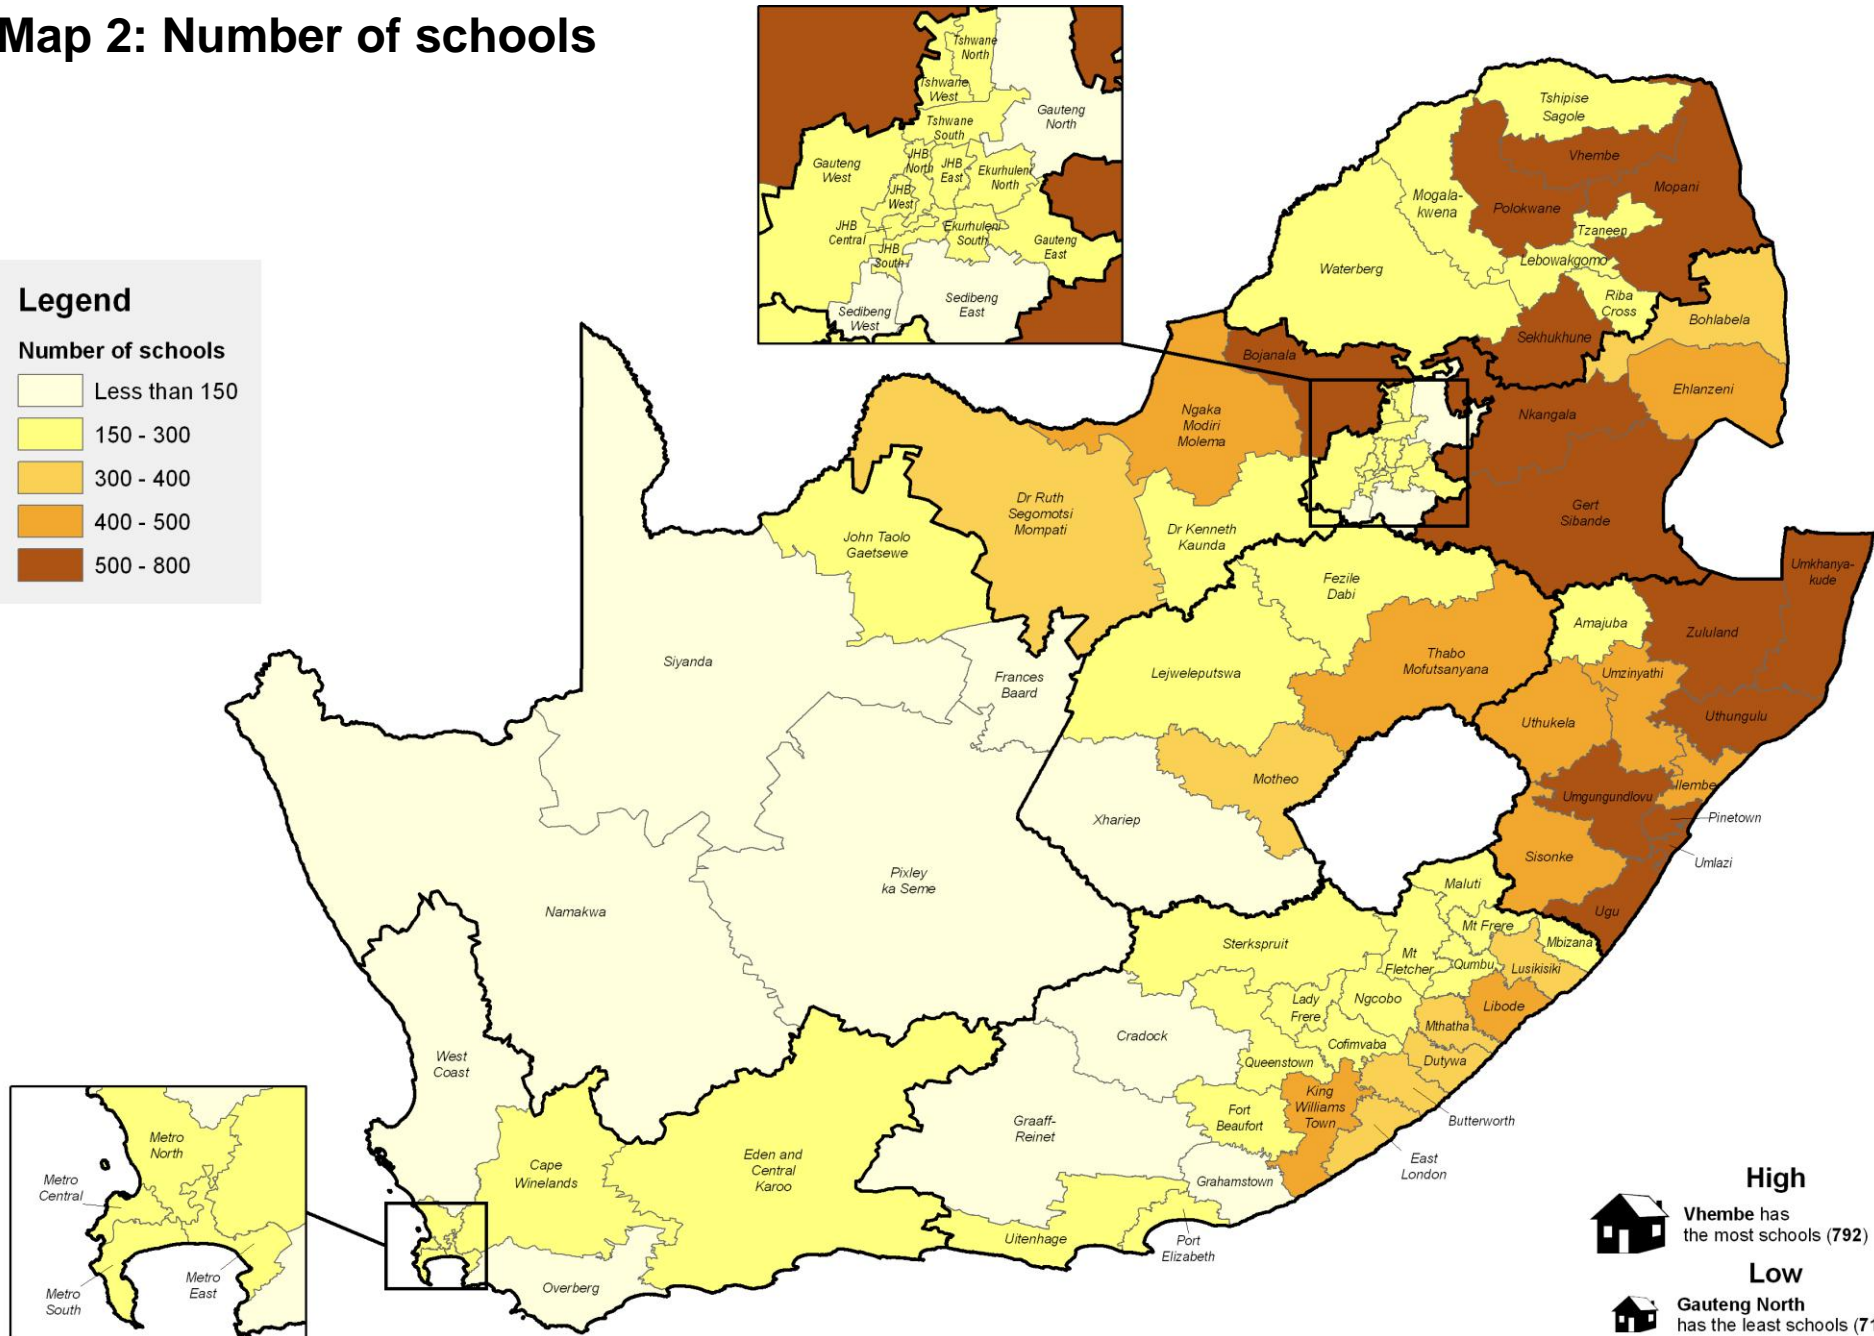 Map 2: Number of schools
Legend
Number of schools
Less than 150
150 - 300
300 - 400
400 - 500
500 - 800
Tshwane
North
Tshwane
West
Tshwane
South
Gauteng
North
Gauteng
West
JHB
North
JHB
East
Ekurhuleni
North
JHB
West
JHB
Central
Ekurhuleni
South
JHB
South
Gauteng
East
Sedibeng
West
Sedibeng
East
Tshipise
Sagole
Vhembe
Mopani
Mogala-
kwena
Polokwane
Tzaneen
Lebowakgomo
Waterberg
Riba
Cross
Bohlabela
Sekhukhune
Bojanala
Ehlanzeni
Nkangala
Ngaka
Modiri
Molema
Gert
Sibande
Dr Ruth
Segomotsi
Mompati
Dr Kenneth
Kaunda
John Taolo
Gaetsewe
Fezile
Dabi
Umkhanya-
kude
Amajuba
Zululand
Siyanda
Frances
Baard
Lejweleputswa
Thabo
Mofutsanyana
Umzinyathi
Uthukela
Uthungulu
Motheo
Umgungundlovu
Ilembe
Pinetown
Xhariep
Sisonke
Umlazi
Pixley
ka Seme
Namakwa
Maluti
Ugu
Mt Frere
Mbizana
Sterkspruit
Mt
Fletcher
Qumbu
Lusikisiki
Lady
Frere
Ngcobo
Libode
Mthatha
Cradock
Cofimvaba
Queenstown
Dutywa
West
Coast
King
Williams
Town
Butterworth
Fort
Beaufort
Graaff-
Reinet
East
London
Grahamstown
Cape
Winelands
Eden and
Central
Karoo
Uitenhage
Port
Elizabeth
Overberg
Metro
North
Metro
Central
Metro
South
Metro
East
High
Vhembe has
the most schools (792)
Low
Gauteng North
has the least schools (7